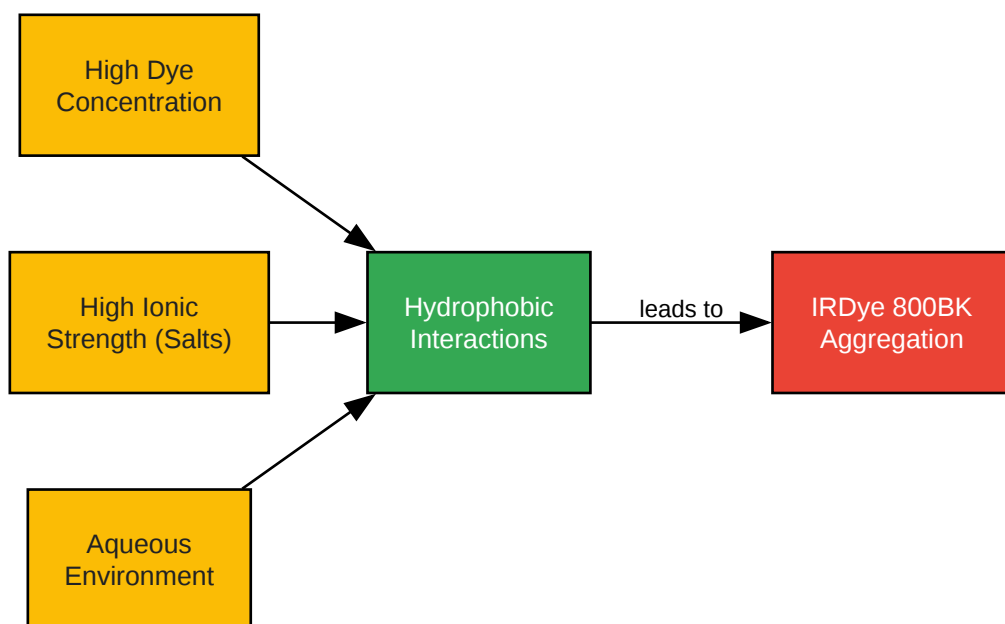 High Dye
Concentration
High Ionic
Strength (Salts)
Hydrophobic
Interactions
leads to
IRDye 800BK
Aggregation
Aqueous
Environment